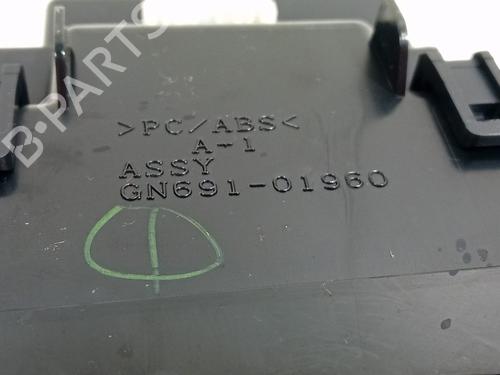 B-PARTS
>PC/ABS<
A-1
ASSY
GN691-01960